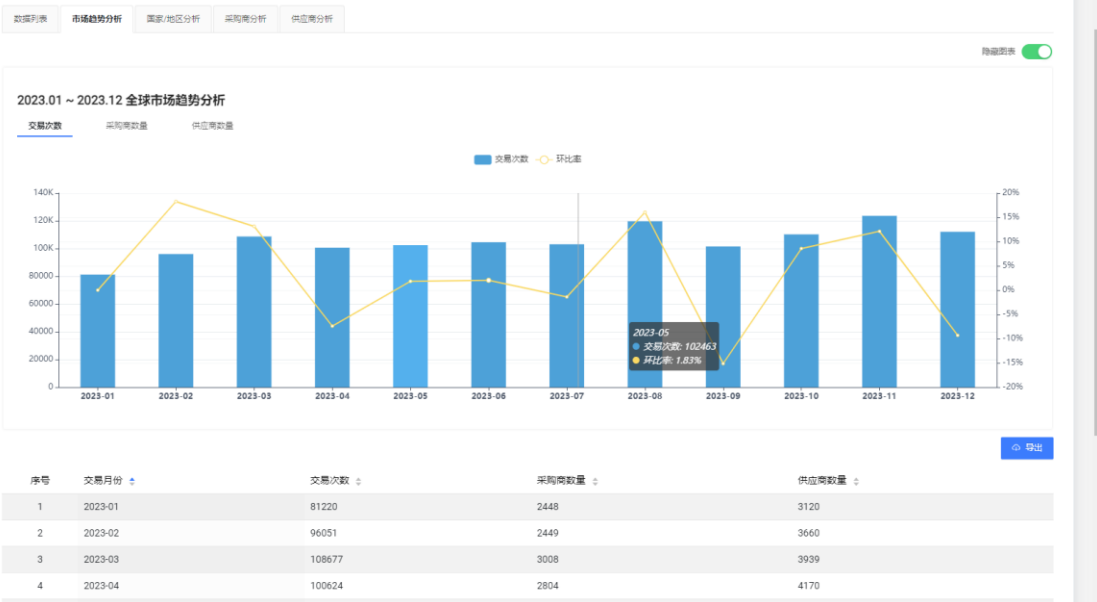 数据列表 市场趋势分析 国家/地区分析 采购商分析 供应商分析
隐藏图表
2023.01 ~ 2023.12 全球市场趋势分析
交易次数 采购商数量 供应商数量
交易次数 环比率
140K 20%
120K 15%
100K 10%
80000 5%
60000 0%
40000 -5%
20000 -10%
0 -15%
-20%
2023-05
交易次数: 102463
环比率: 1.83%
2023-01 2023-02 2023-03 2023-04 2023-05 2023-06 2023-07 2023-08 2023-09 2023-10 2023-11 2023-12
导出
序号 交易月份 交易次数 采购商数量 供应商数量
1 2023-01 81220 2448 3120
2 2023-02 96051 2449 3660
3 2023-03 108677 3008 3939
4 2023-04 100624 2804 4170